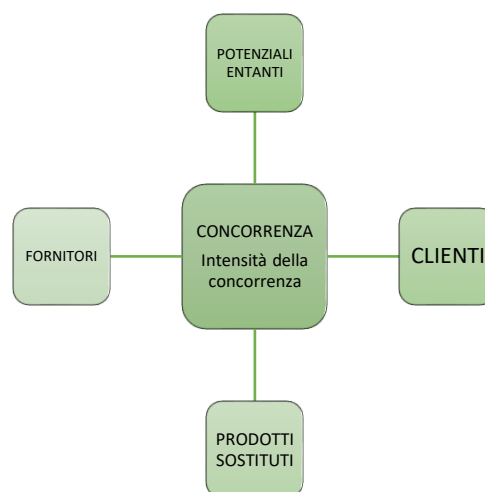 POTENZIALI
ENTANTI
FORNITORI
CONCORRENZA
Intensità della
concorrenza
CLIENTI
PRODOTTI
SOSTITUTI